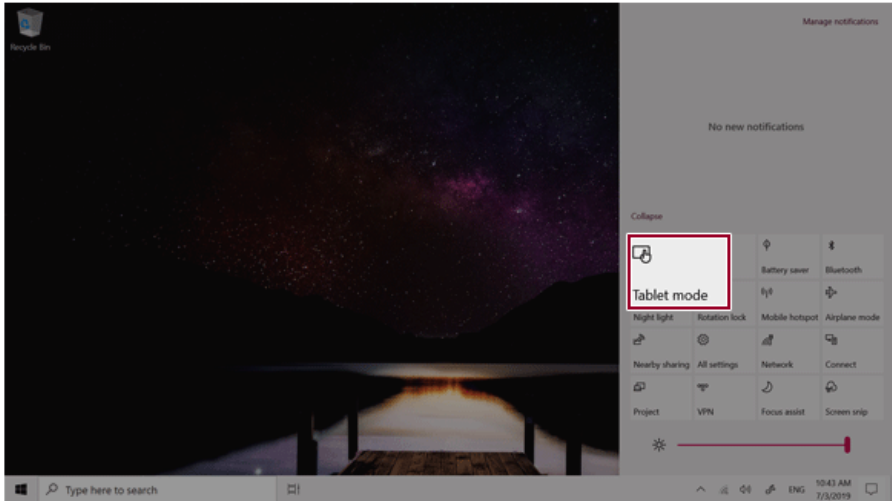 Recycle Bin
Manage notifications
No new notifications
Collapse
Tablet mode
Battery saver
Bluetooth
Night light
Rotation lock
Mobile hotspot
Airplane mode
Nearby sharing
All settings
Network
Connect
Project
VPN
Focus assist
Screen snip
Type here to search
ENG
10:43 AM
7/3/2019